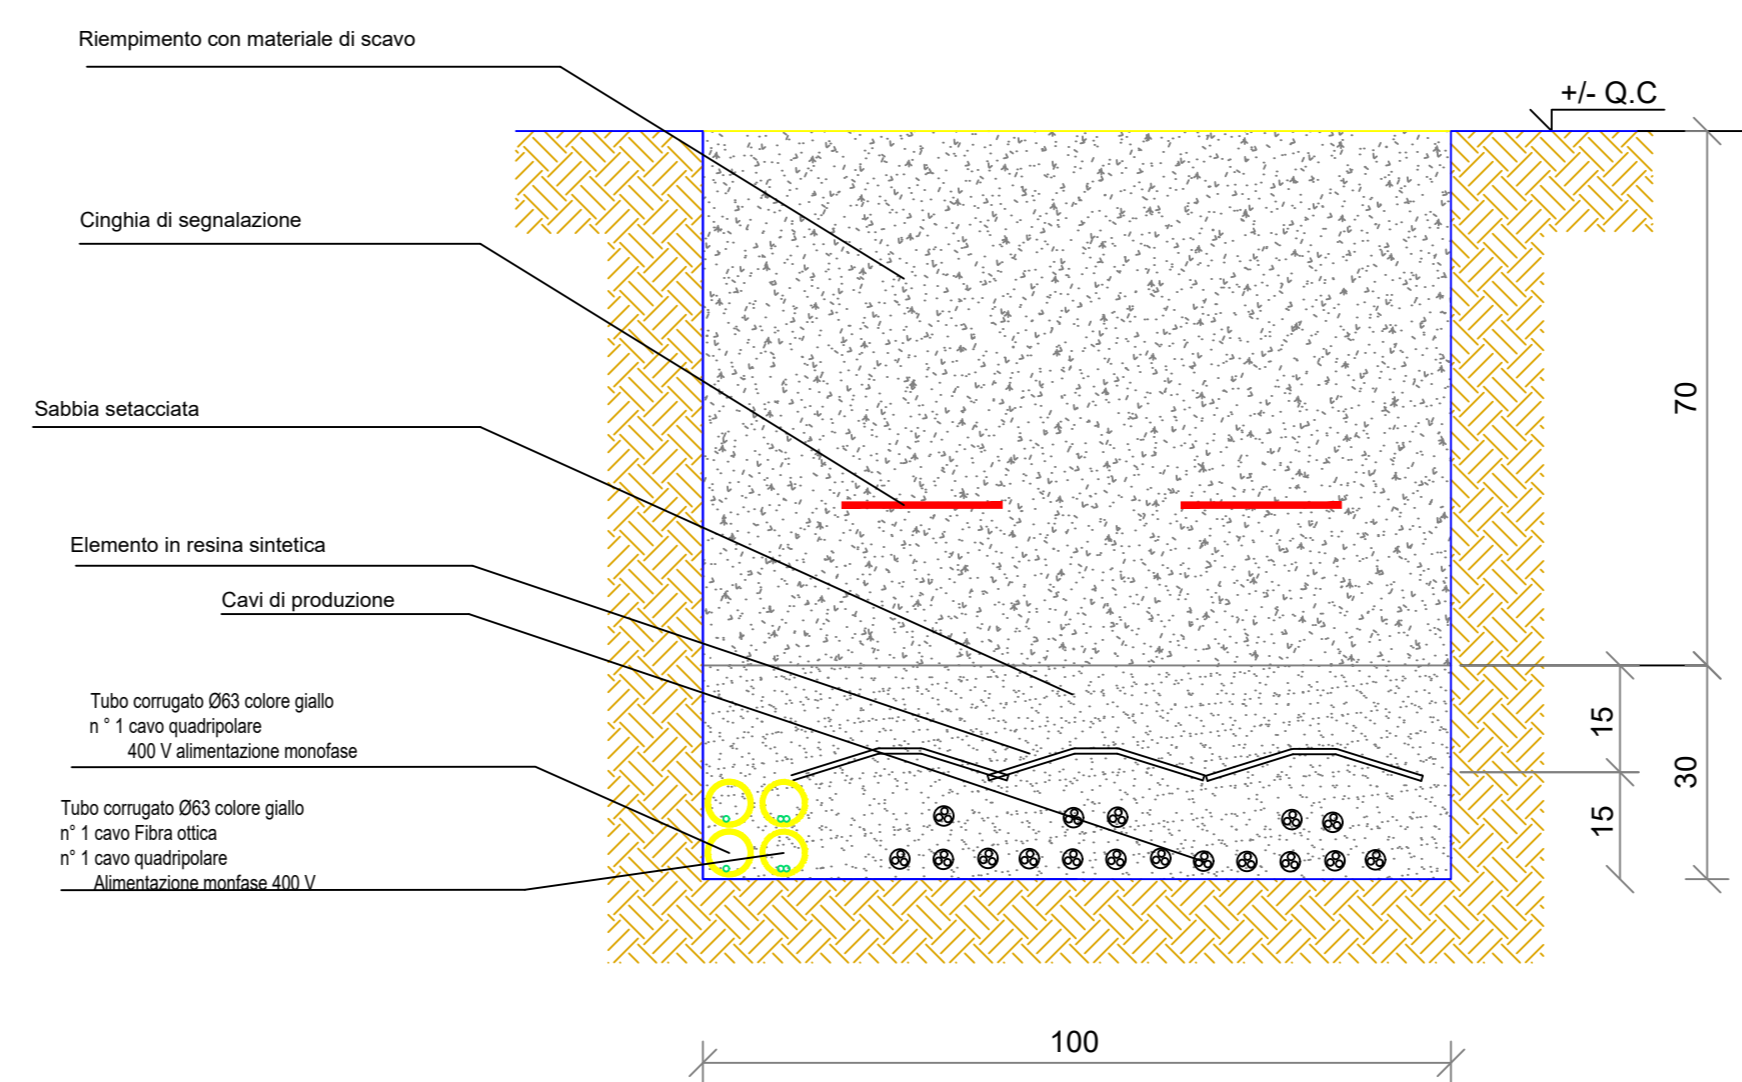 Riempimento con materiale di scavo
+/- Q.C
Cinghia di segnalazione
70
Sabbia setacciata
Elemento in resina sintetica
Cavi di produzione
Tubo corrugato Ø63 colore giallo
n ° 1 cavo quadripolare
400 V alimentazione monofase
15
30
15
Tubo corrugato Ø63 colore giallo
n° 1 cavo Fibra ottica
n° 1 cavo quadripolare
Alimentazione monfase 400 V
100